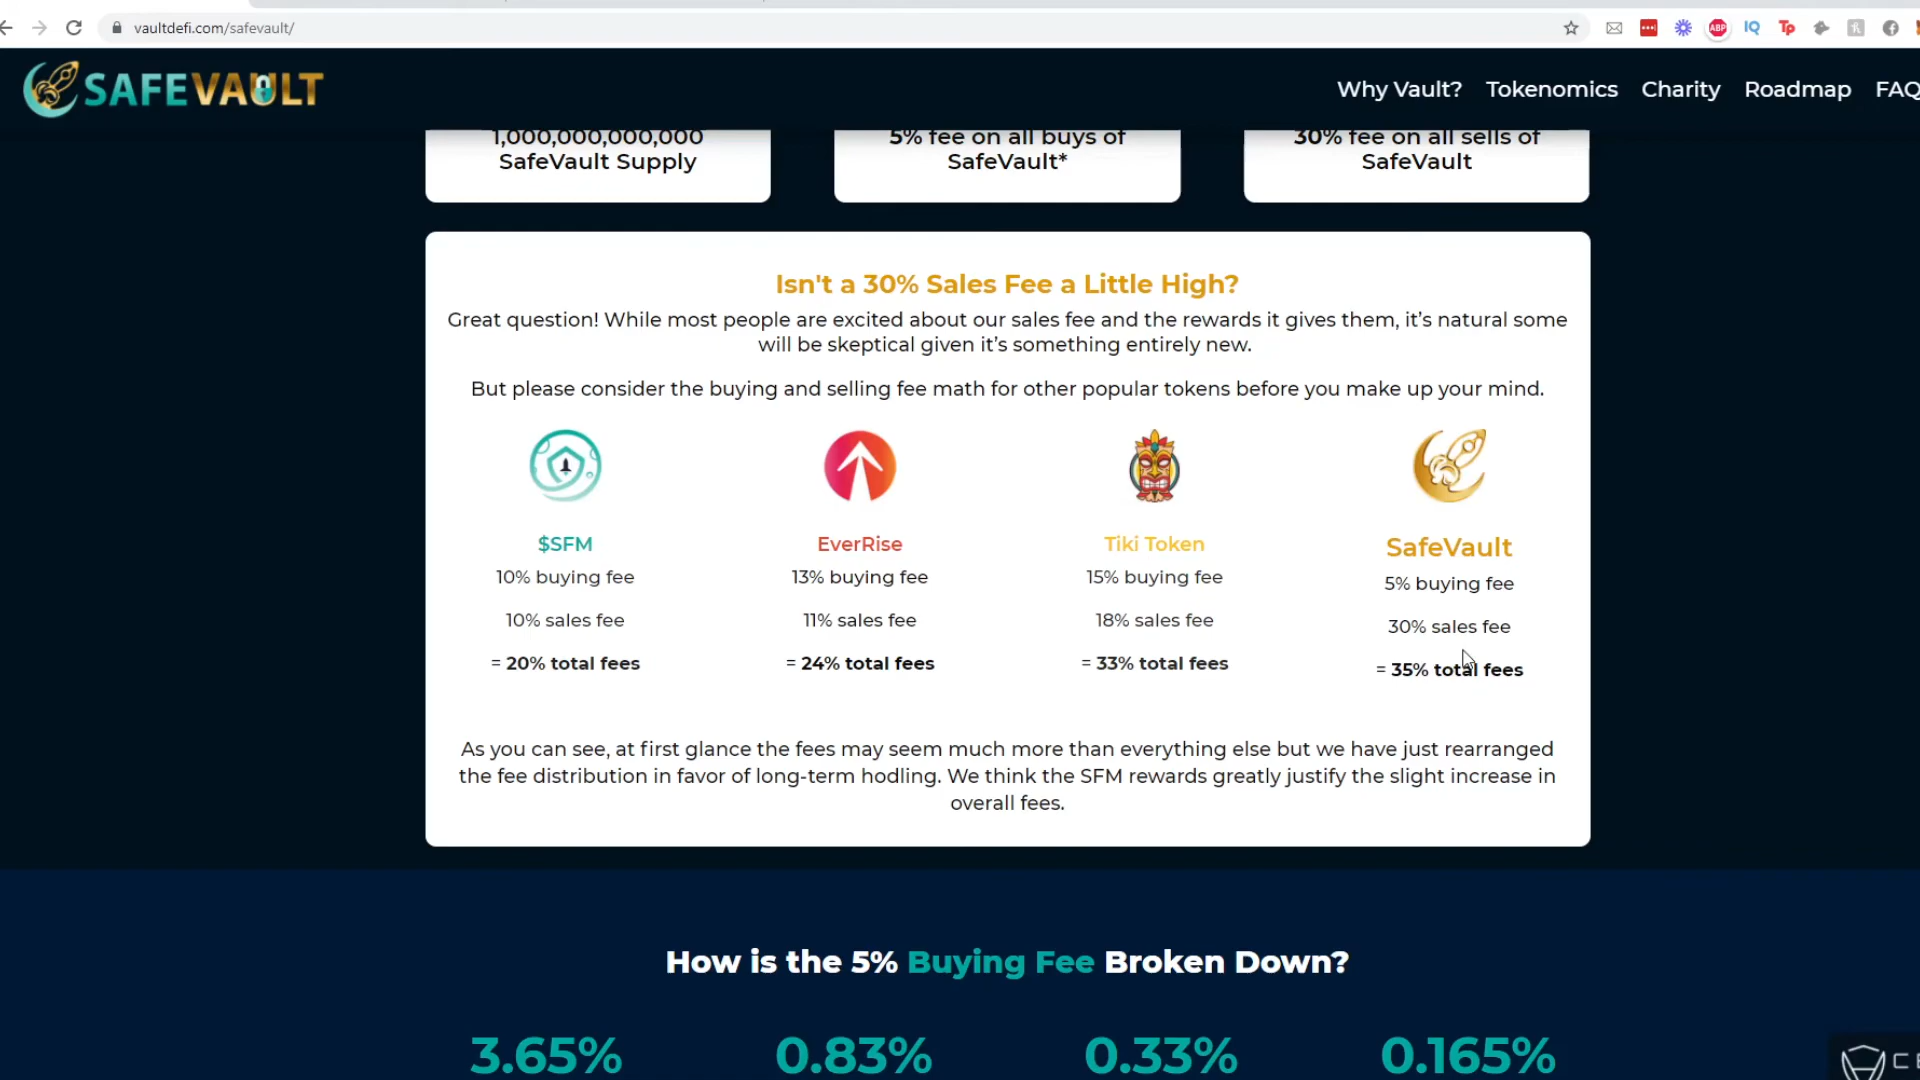 vaultdefi.com/safevault/
ABP
IQ
Tp
SAFEVAULT
Why Vault? Tokenomics Charity Roadmap FAQ
1,000,000,000,000
SafeVault Supply
5% fee on all buys of
SafeVault*
30% fee on all sells of
SafeVault
Isn't a 30% Sales Fee a Little High?
Great question! While most people are excited about our sales fee and the rewards it gives them, it’s natural some
will be skeptical given it’s something entirely new.
But please consider the buying and selling fee math for other popular tokens before you make up your mind.
$SFM
10% buying fee
10% sales fee
= 20% total fees
EverRise
13% buying fee
11% sales fee
= 24% total fees
Tiki Token
15% buying fee
18% sales fee
= 33% total fees
SafeVault
5% buying fee
30% sales fee
= 35% total fees
As you can see, at first glance the fees may seem much more than everything else but we have just rearranged
the fee distribution in favor of long-term hodling. We think the SFM rewards greatly justify the slight increase in
overall fees.
How is the 5% Buying Fee Broken Down?
3.65% 0.83% 0.33% 0.165%